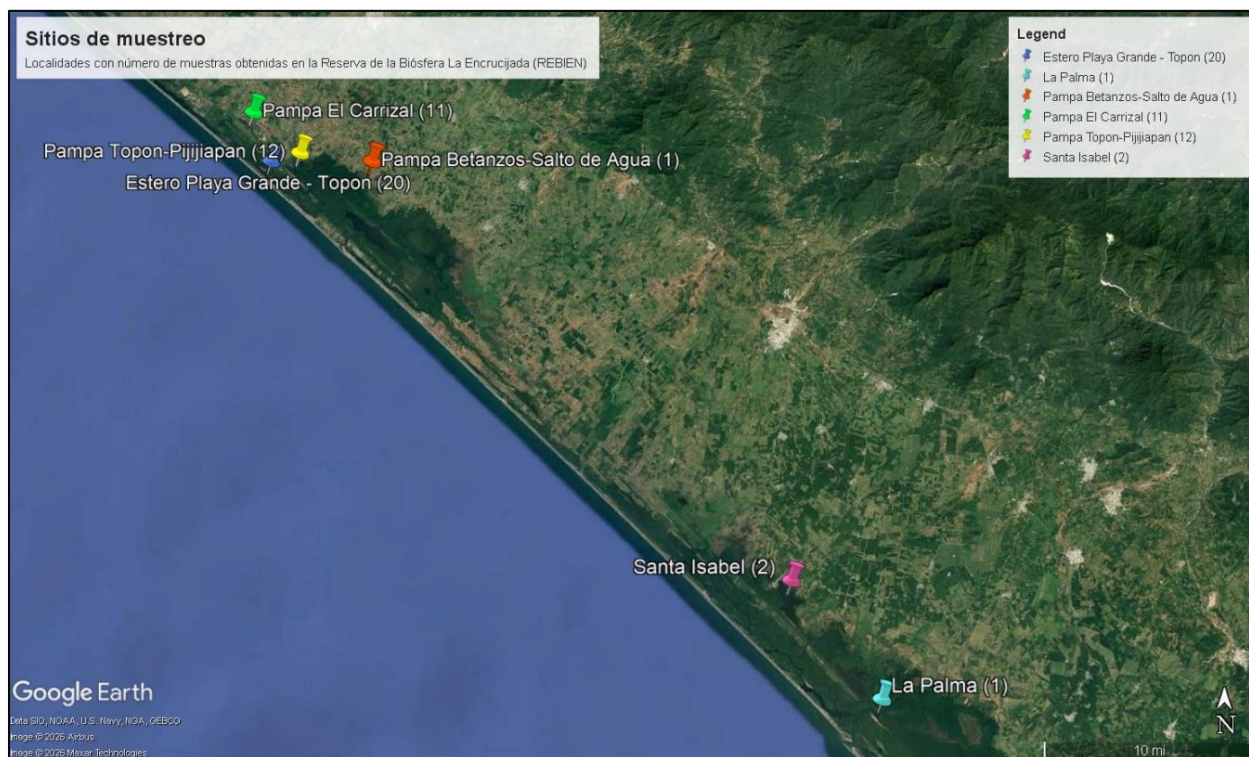 Sitios de muestreo
Localidades con número de muestras obtenidas en la Reserva de la Biósfera La Encrucijada (REBIEN)
Legend
Estero Playa Grande - Topon (20)
La Palma (1)
Pampa Betanzos-Salto de Agua (1)
Pampa El Carrizal (11)
Pampa Topon-Pijijiapan (12)
Santa Isabel (2)
Pampa El Carrizal (11)
Pampa Topon-Pijijiapan (12)
Pampa Betanzos-Salto de Agua (1)
Estero Playa Grande - Topon (20)
Santa Isabel (2)
La Palma (1)
Google Earth
Data SIO, NOAA, U.S. Navy, NGA, GEBCO
Image © 2026 Airbus
Image © 2026 Maxar Technologies
N
10 mi